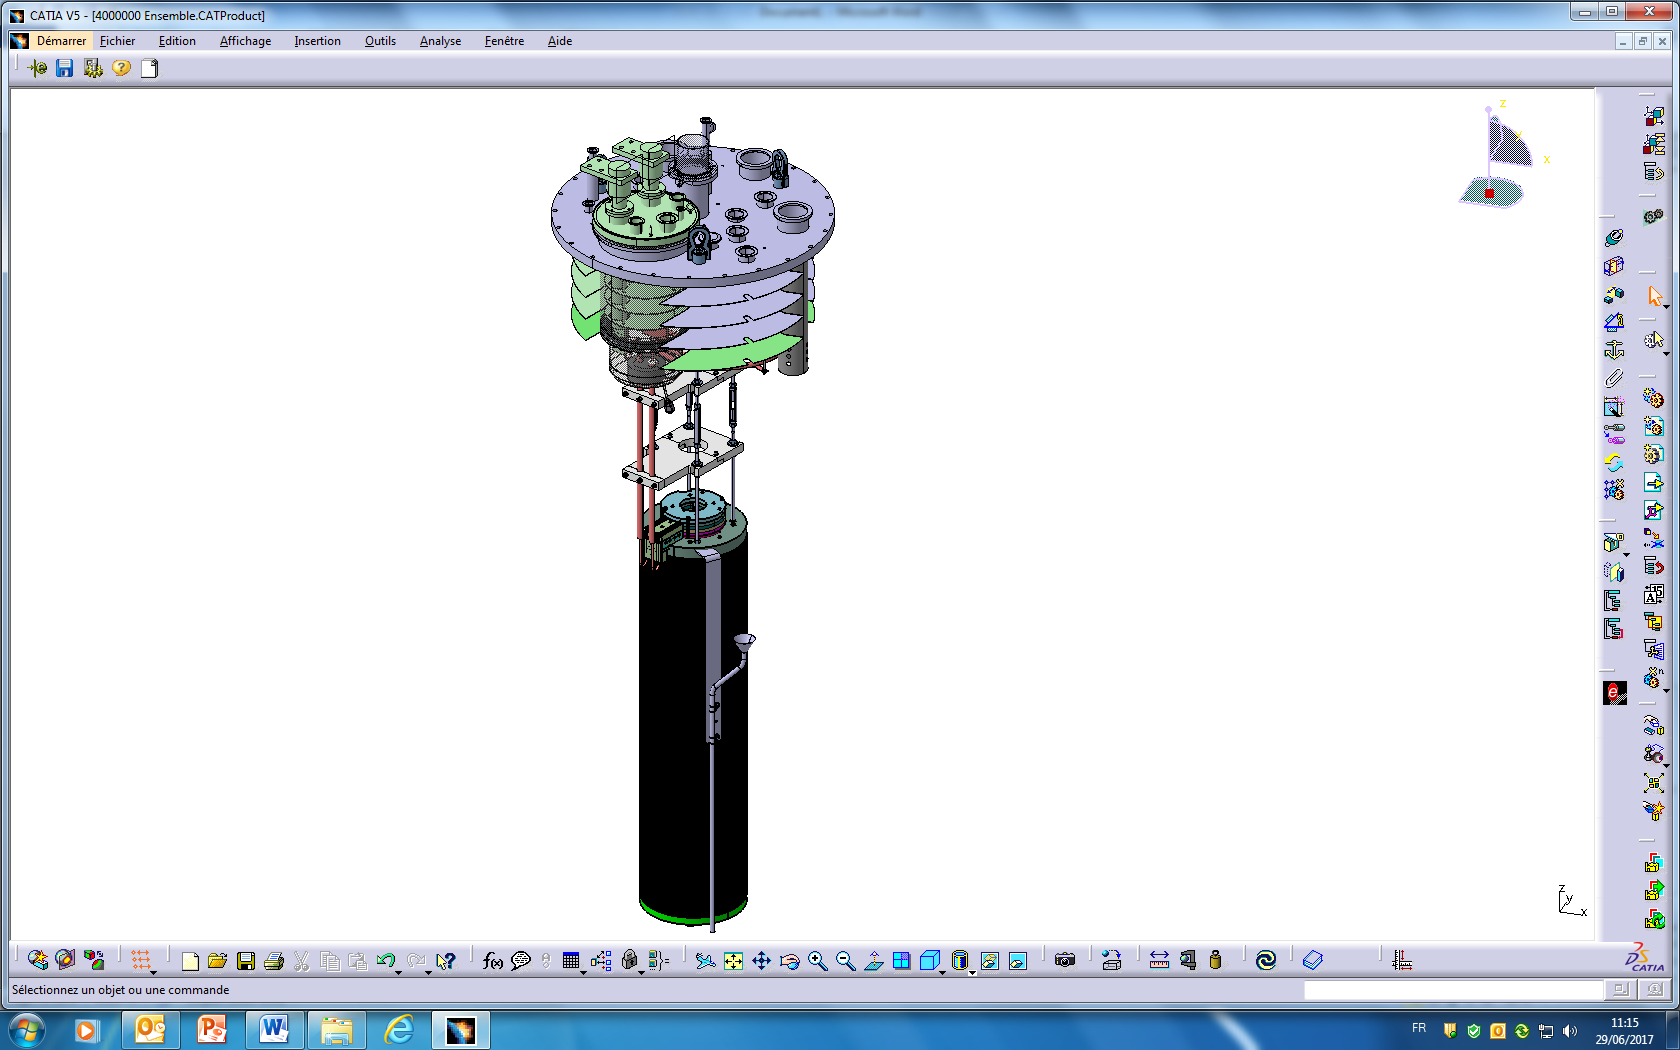 CATIA V5 - [4000000 Ensemble.CATProduct]
Démarrer Fichier Edition Affichage Insertion Outils Analyse Fenêtre Aide
z
y
x
z
y
x
f(x)
CATIA
Sélectionnez un objet ou une commande
FR
11:15
29/06/2017